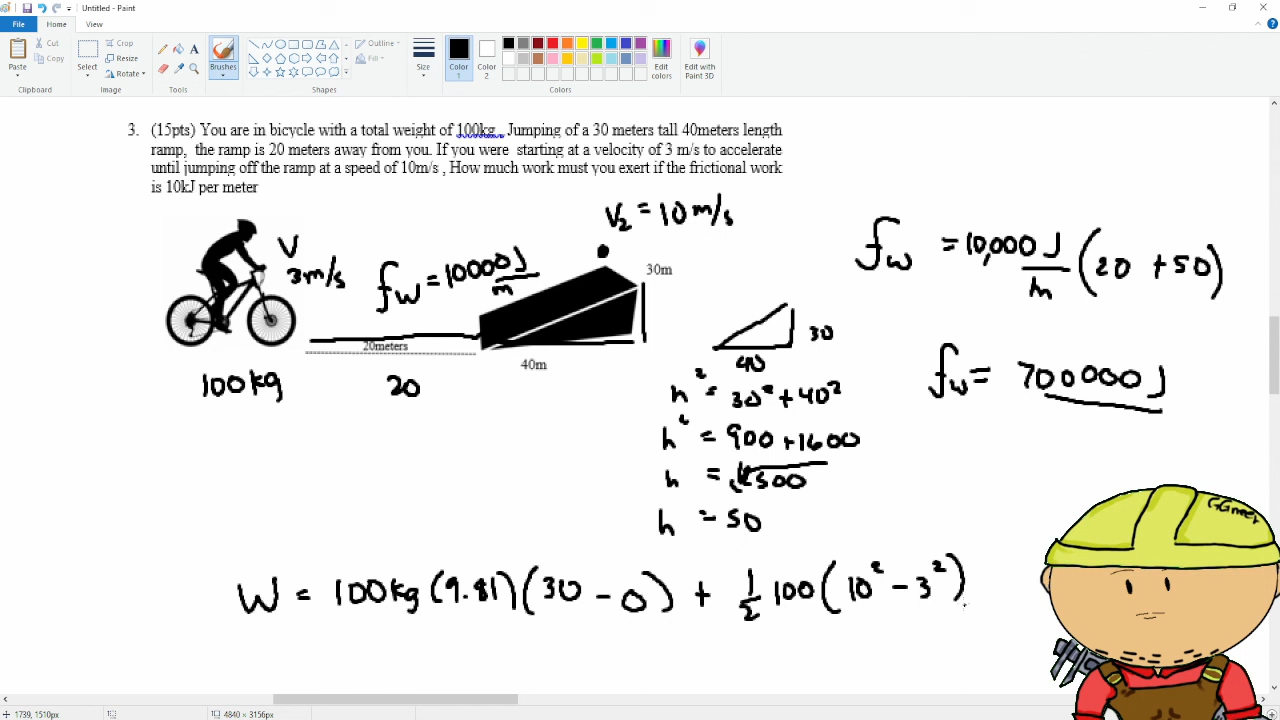 Untitled - Paint
File Home View
Paste Cut Copy Clipboard
Select Crop Resize Rotate Image
Tools
Brushes
Outline Fill Shapes
Size
Color 1 Color 2 Edit colors Colors
Edit with Paint 3D
3. (15pts) You are in bicycle with a total weight of 100kg. Jumping of a 30 meters tall 40meters length
ramp, the ramp is 20 meters away from you. If you were starting at a velocity of 3 m/s to accelerate
until jumping off the ramp at a speed of 10m/s , How much work must you exert if the frictional work
is 10kJ per meter
V2 = 10 m/s
V
3m/s
fw = 10000 J/m
30m
20meters
40m
100kg
20
30
40
h² = 30² + 40²
h² = 900 + 1600
h = √2500
h = 50
fw = 10,000 J/m (20 + 50)
fw = 700000 J
W = 100kg (9.81)(30 - 0) + 1/2 100 (10² - 3²)
GGneer
1739, 1510px
4840 × 3156px